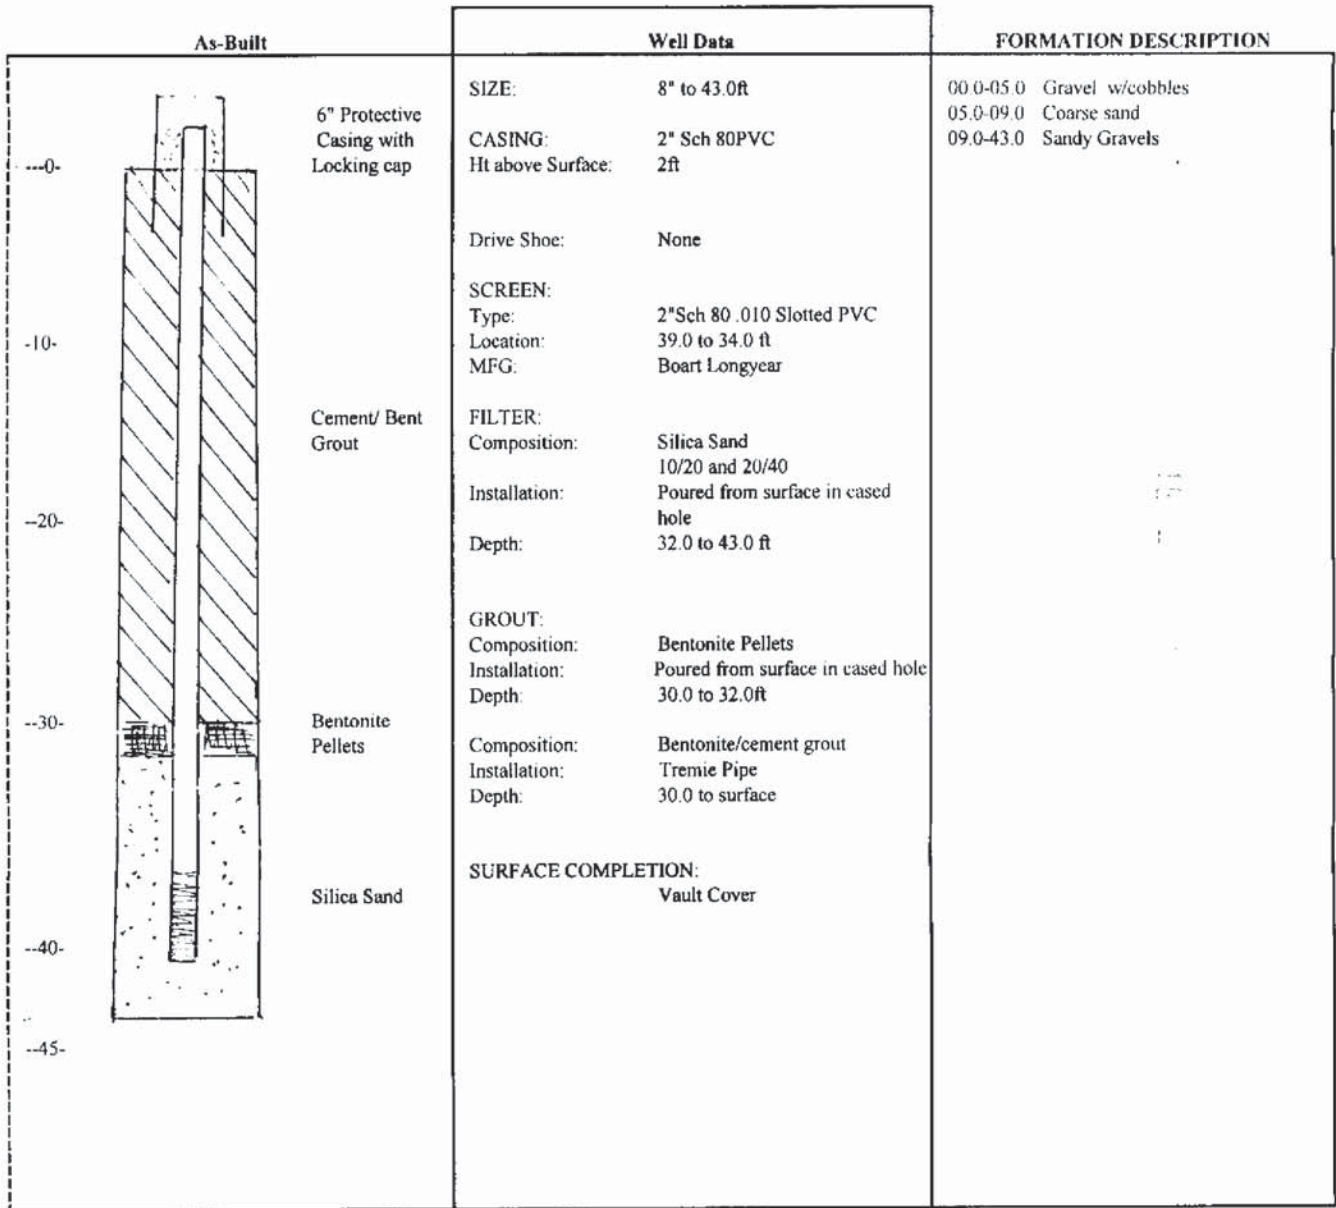 As-Built
Well Data
FORMATION DESCRIPTION
6" Protective
Casing with
Locking cap
Cement/ Bent
Grout
Bentonite
Pellets
Silica Sand
---0-
-10-
--20-
--30-
--40-
--45-
SIZE: 8" to 43.0ft
CASING: 2" Sch 80PVC
Ht above Surface: 2ft
Drive Shoe: None
SCREEN:
Type: 2"Sch 80 .010 Slotted PVC
Location: 39.0 to 34.0 ft
MFG: Boart Longyear
FILTER:
Composition: Silica Sand
10/20 and 20/40
Installation: Poured from surface in cased
hole
Depth: 32.0 to 43.0 ft
GROUT:
Composition: Bentonite Pellets
Installation: Poured from surface in cased hole
Depth: 30.0 to 32.0ft
Composition: Bentonite/cement grout
Installation: Tremie Pipe
Depth: 30.0 to surface
SURFACE COMPLETION:
Vault Cover
00.0-05.0 Gravel w/cobbles
05.0-09.0 Coarse sand
09.0-43.0 Sandy Gravels